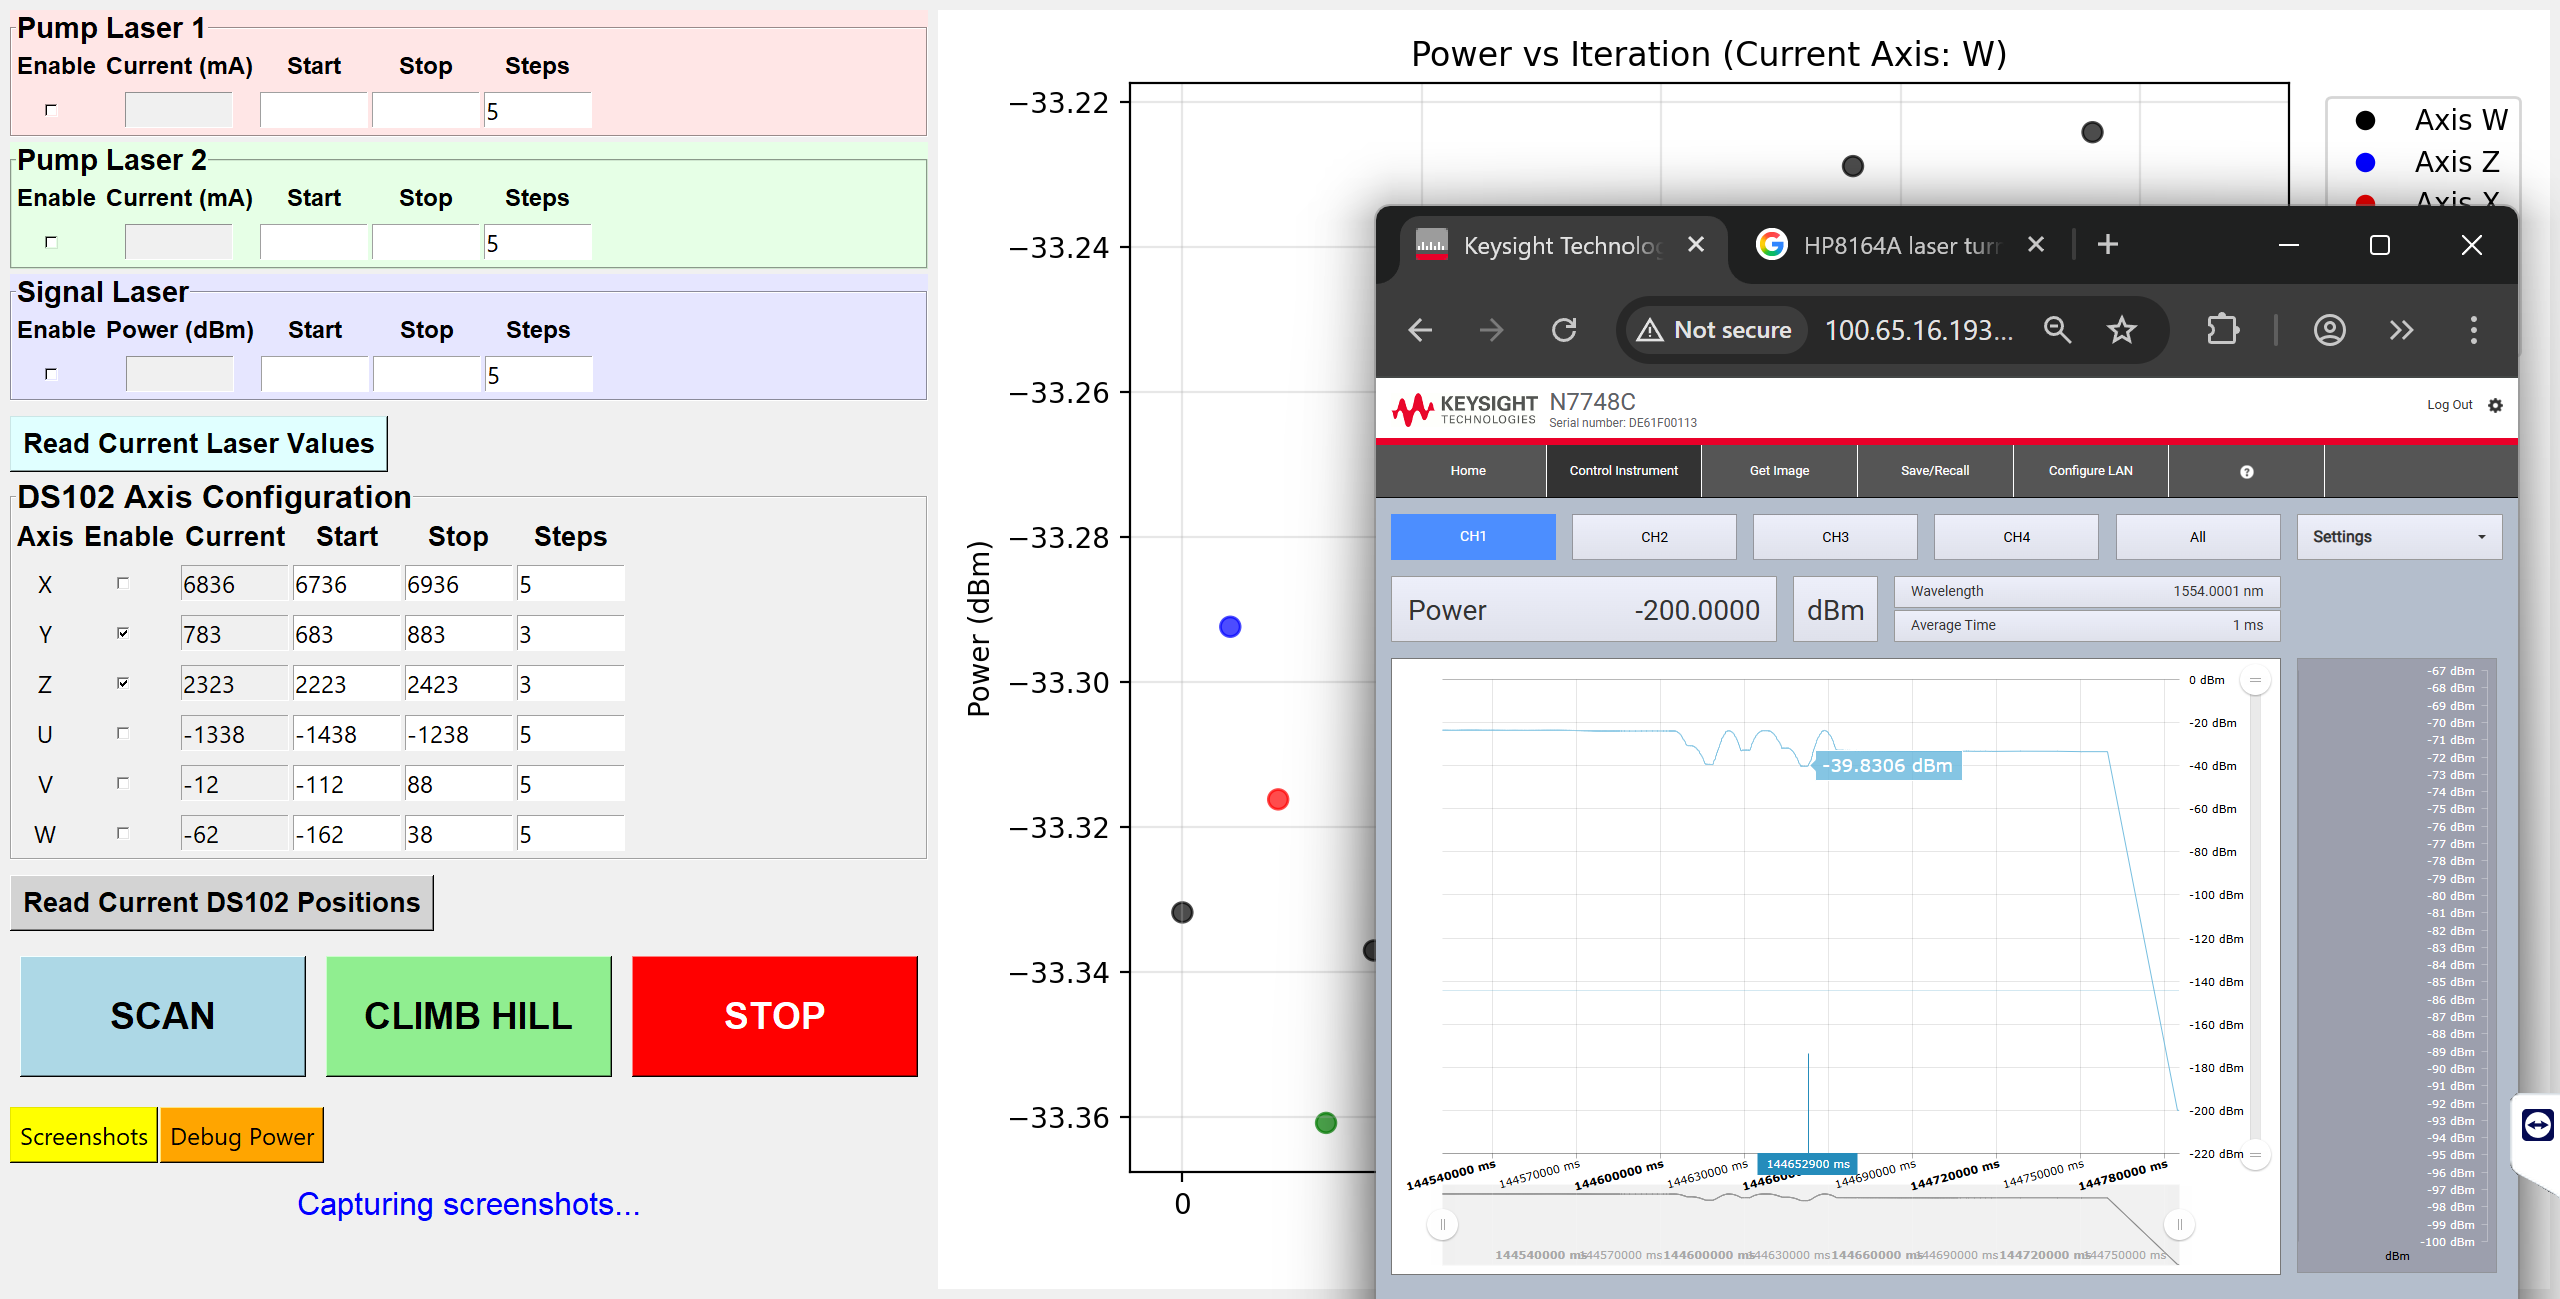 Pump Laser 1
Enable Current (mA) Start Stop Steps
5
Pump Laser 2
Enable Current (mA) Start Stop Steps
5
Signal Laser
Enable Power (dBm) Start Stop Steps
5
Read Current Laser Values
DS102 Axis Configuration
Axis Enable Current Start Stop Steps
X 6836 6736 6936 5
Y 783 683 883 3
Z 2323 2223 2423 3
U -1338 -1438 -1238 5
V -12 -112 88 5
W -62 -162 38 5
Read Current DS102 Positions
SCAN CLIMB HILL STOP
Screenshots Debug Power
Capturing screenshots...
Power vs Iteration (Current Axis: W)
−33.22
−33.24
−33.26
−33.28
−33.30
−33.32
−33.34
−33.36
Power (dBm)
0
Axis W
Axis Z
Axis X
Keysight Technolog HP8164A laser turn
Not secure 100.65.16.193...
KEYSIGHT TECHNOLOGIES
N7748C
Serial number: DE61F00113
Log Out
Home Control Instrument Get Image Save/Recall Configure LAN ?
CH1 CH2 CH3 CH4 All Settings
Power -200.0000 dBm
Wavelength 1554.0001 nm
Average Time 1 ms
0 dBm
-20 dBm
-40 dBm
-60 dBm
-80 dBm
-100 dBm
-120 dBm
-140 dBm
-160 dBm
-180 dBm
-200 dBm
-220 dBm
-39.8306 dBm
144652900 ms
144540000 ms 144570000 ms 144600000 ms 144630000 ms 144690000 ms 144720000 ms 144750000 ms 144780000 ms
144540000 ms 144570000 ms 144600000 ms 144630000 ms 144660000 ms 144690000 ms 144720000 ms 144750000 ms
-67 dBm
-68 dBm
-69 dBm
-70 dBm
-71 dBm
-72 dBm
-73 dBm
-74 dBm
-75 dBm
-76 dBm
-77 dBm
-78 dBm
-79 dBm
-80 dBm
-81 dBm
-82 dBm
-83 dBm
-84 dBm
-85 dBm
-86 dBm
-87 dBm
-88 dBm
-89 dBm
-90 dBm
-91 dBm
-92 dBm
-93 dBm
-94 dBm
-95 dBm
-96 dBm
-97 dBm
-98 dBm
-99 dBm
-100 dBm
dBm